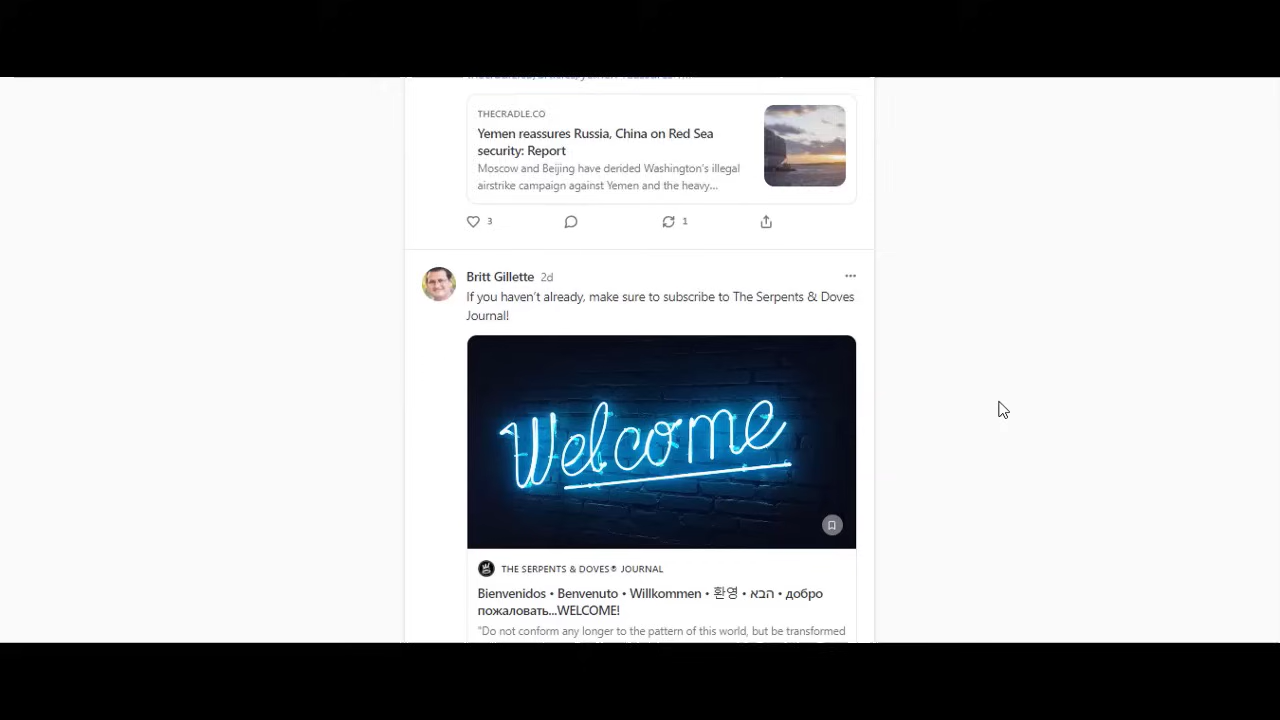 THECRADLE.CO
Yemen reassures Russia, China on Red Sea
security: Report
Moscow and Beijing have derided Washington's illegal
airstrike campaign against Yemen and the heavy...
3
1
Britt Gillette 2d
If you haven't already, make sure to subscribe to The Serpents & Doves
Journal!
Welcome
THE SERPENTS & DOVES® JOURNAL
Bienvenidos • Benvenuto • Willkommen • 환영 • הבא • добро
пожаловать...WELCOME!
"Do not conform any longer to the pattern of this world, but be transformed